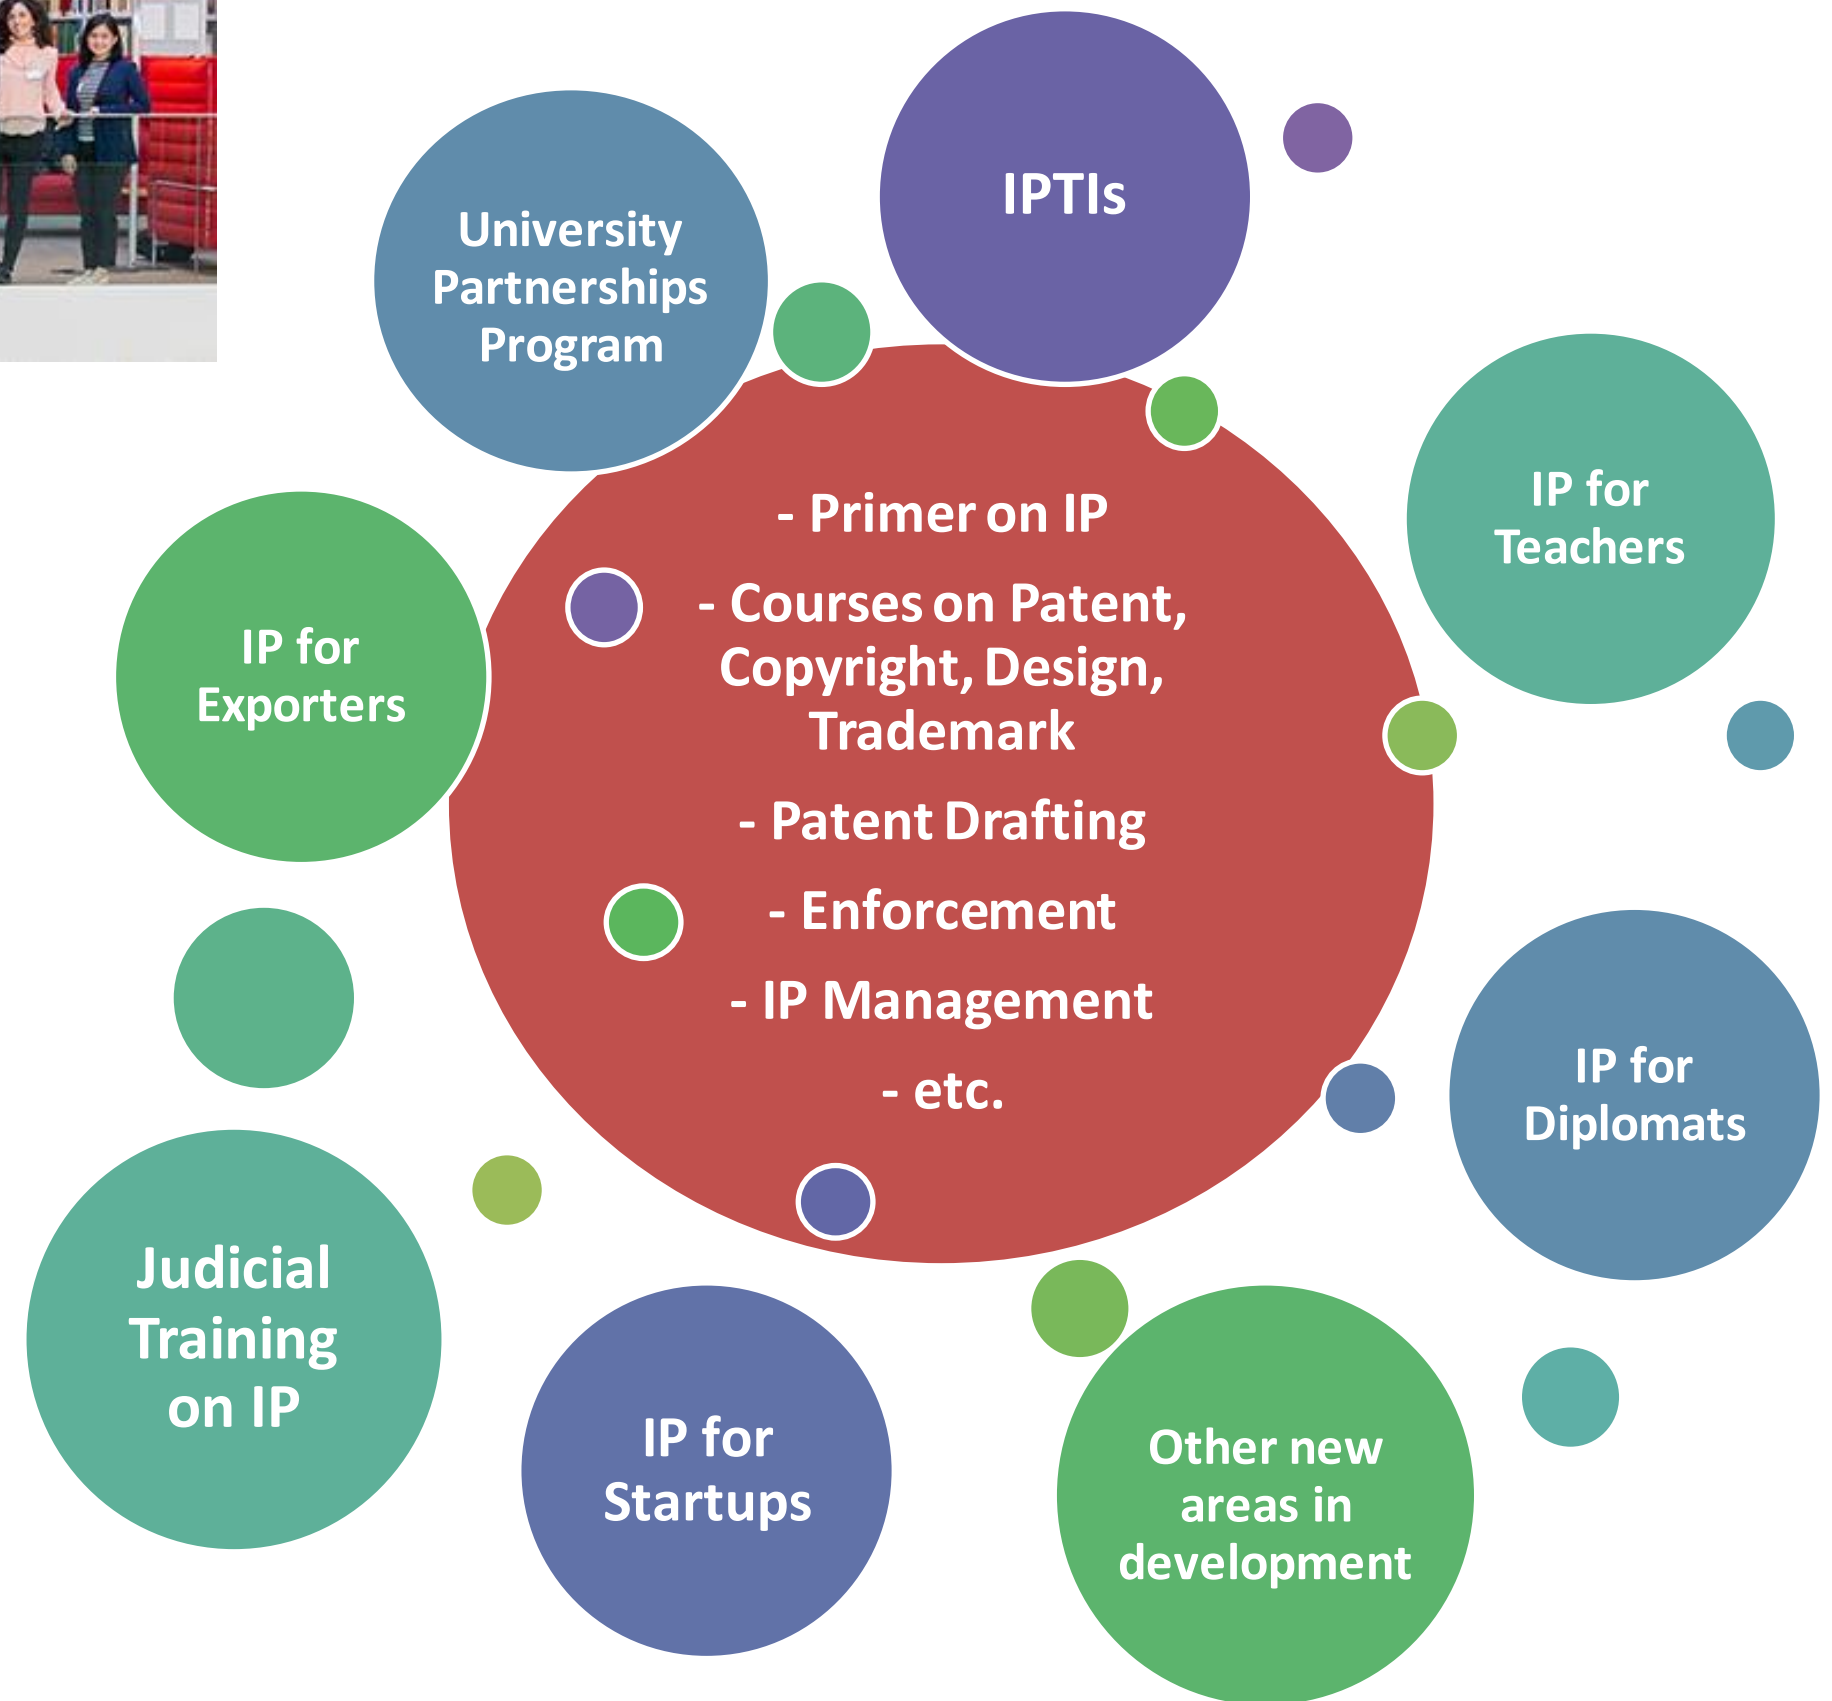 IPTIs
University
Partnerships
Program
IP for
Teachers
- Primer on IP
- Courses on Patent,
Copyright, Design,
Trademark
- Patent Drafting
- Enforcement
- IP Management
- etc.
IP for
Exporters
IP for
Diplomats
Judicial
Training
on IP
IP for
Startups
Other new
areas in
development